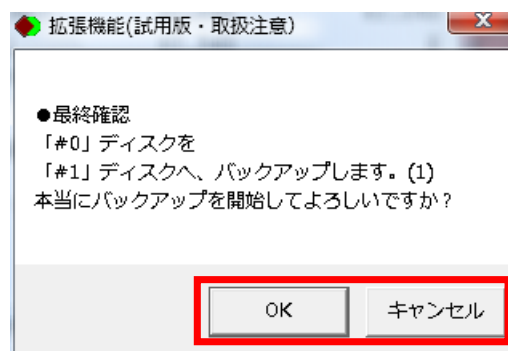 拡張機能(試用版・取扱注意)
●最終確認
「#0」ディスクを
「#1」ディスクへ、バックアップします。(1)
本当にバックアップを開始してよろしいですか？
OK
キャンセル